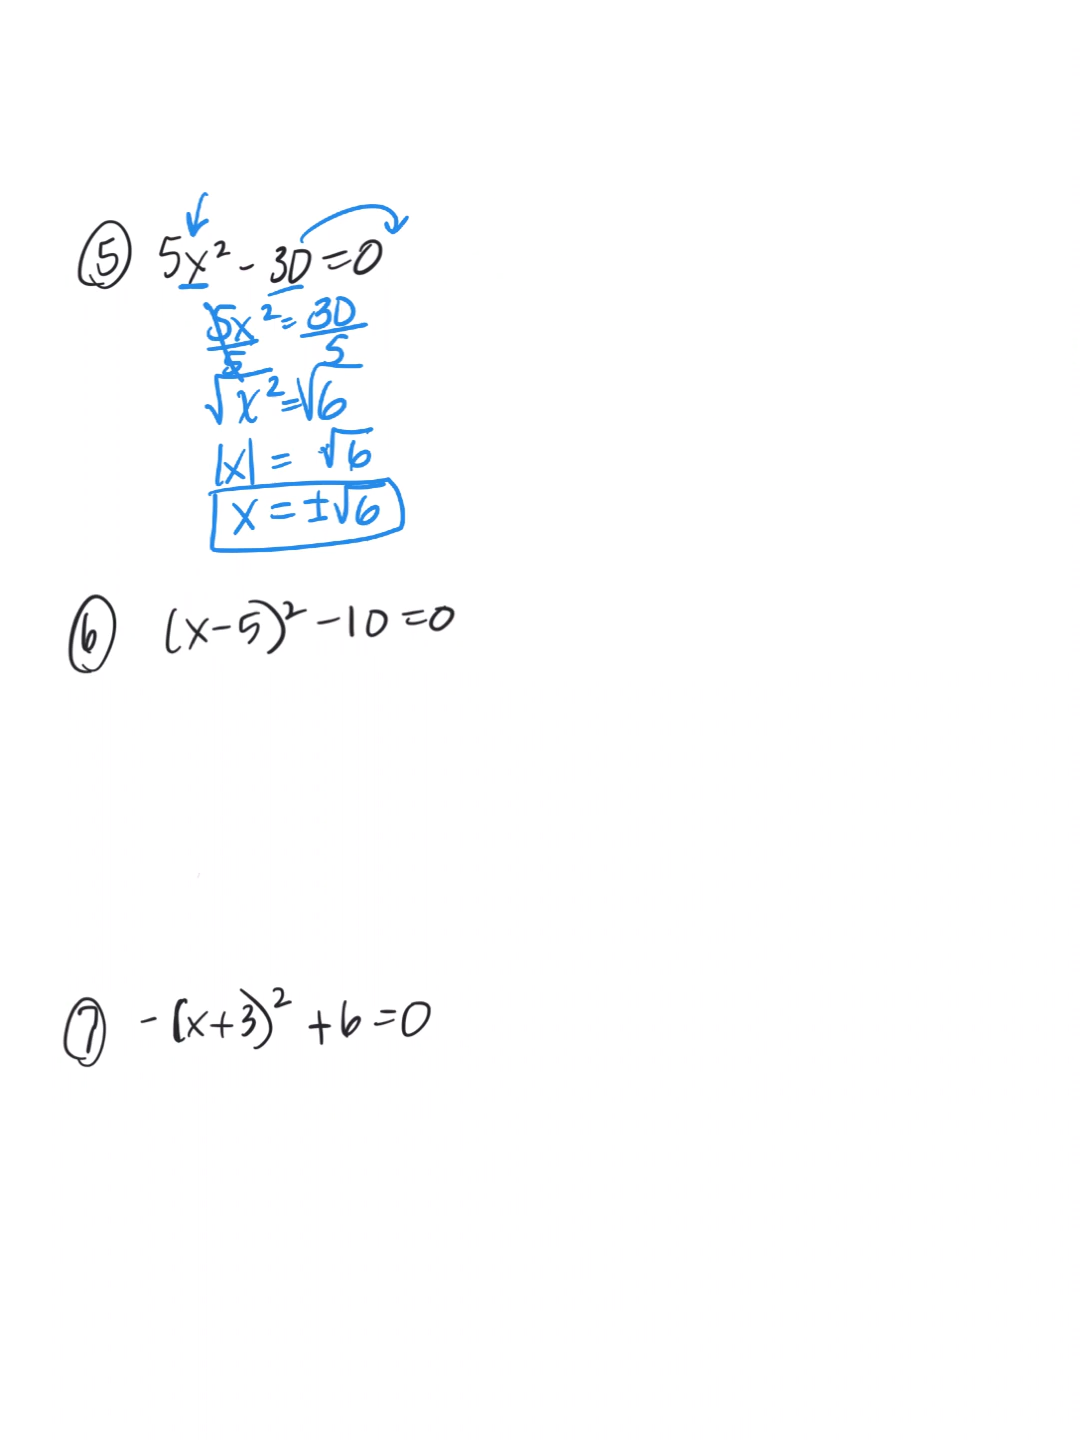 ⑤ 5x² - 30 = 0
5x²/5 = 30/5
√x² = √6
|x| = √6
x = ±√6
⑥ (x-5)² - 10 = 0
⑦ -(x+3)² + 6 = 0